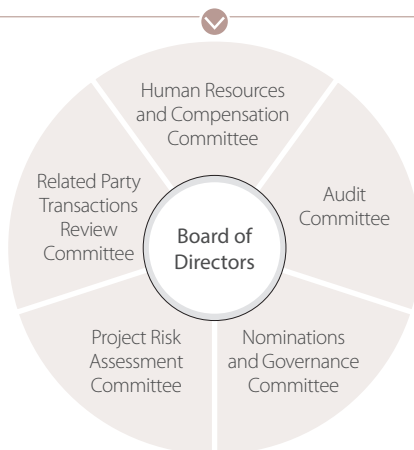 Human Resources
and Compensation
Committee
Related Party
Transactions
Review
Committee
Audit
Committee
Board of
Directors
Project Risk
Assessment
Committee
Nominations
and Governance
Committee